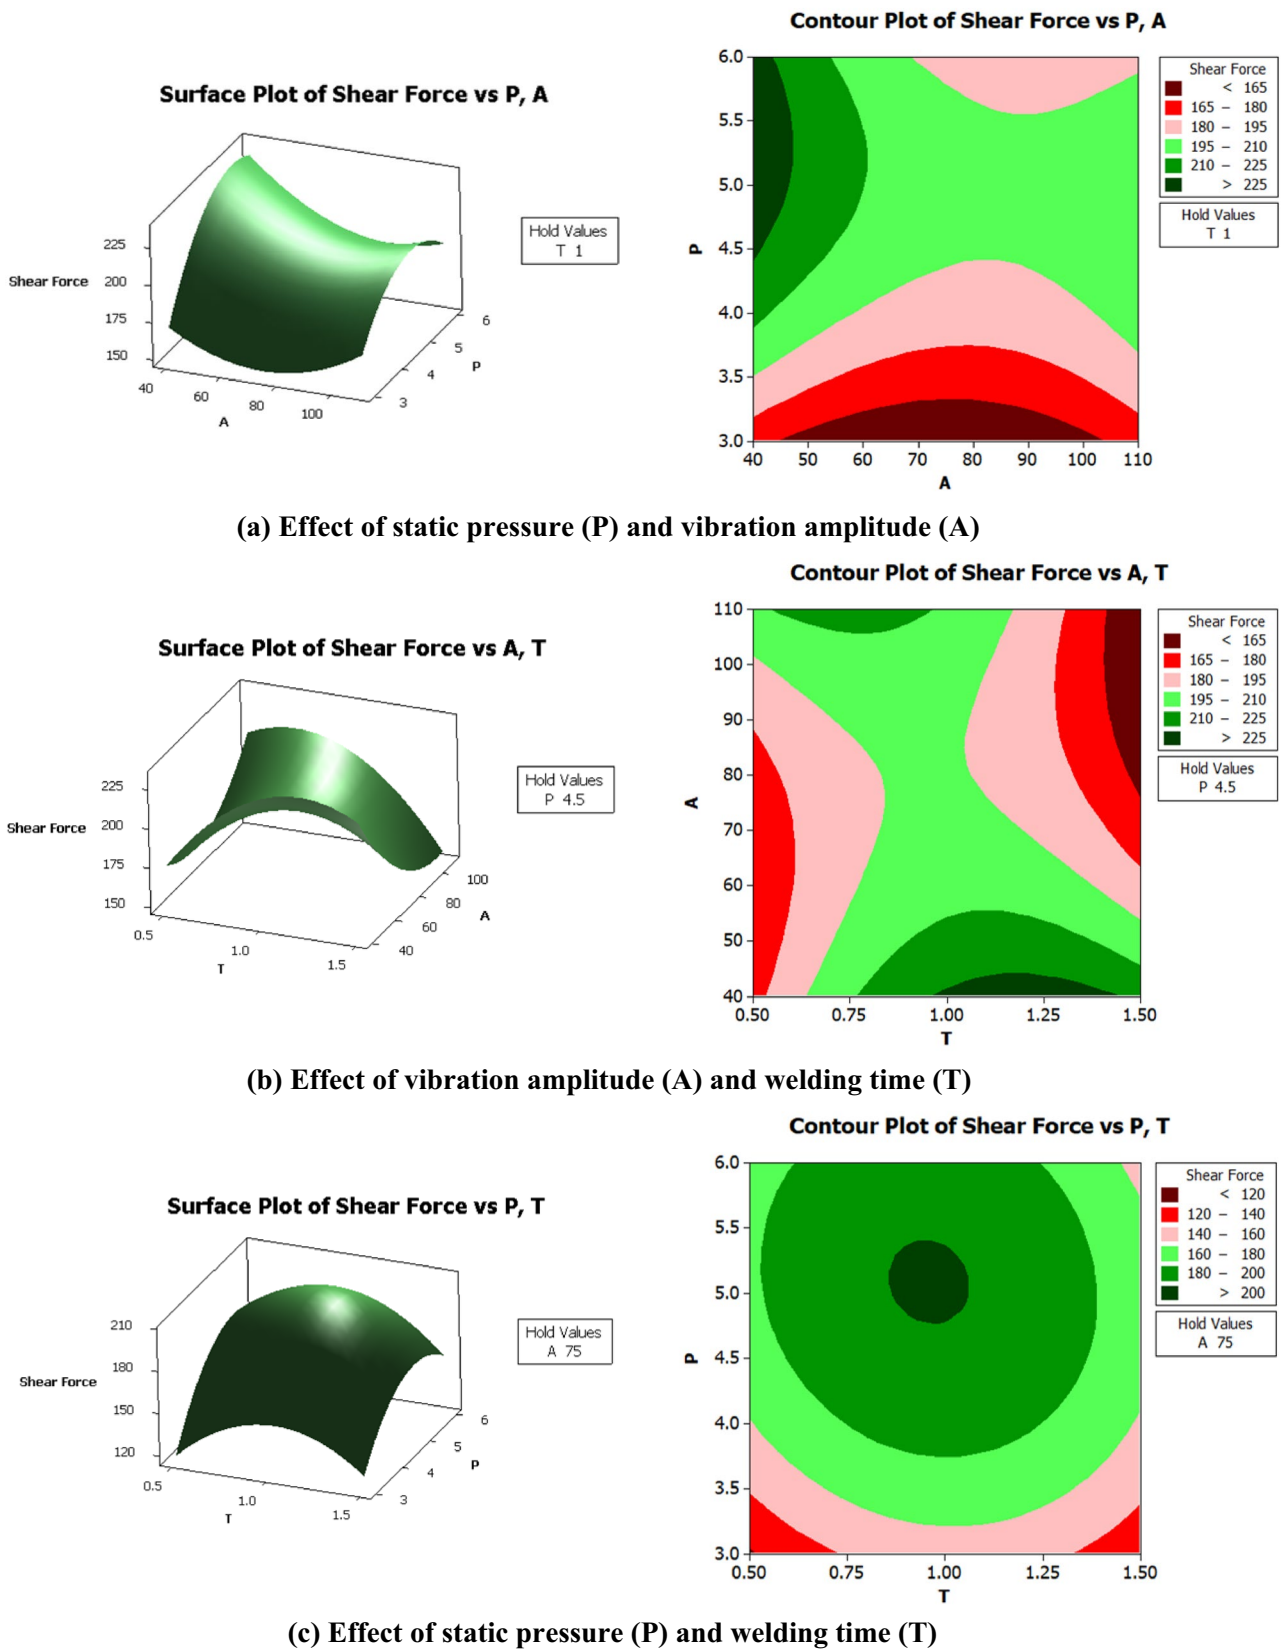 Contour Plot of Shear Force vs P, A
Surface Plot of Shear Force vs P, A
225
200
175
150
Shear Force
40
60
80
100
A
3
4
5
6
P
Hold Values
T 1
6.0
5.5
5.0
4.5
4.0
3.5
3.0
P
40 50 60 70 80 90 100 110
A
Shear Force
< 165
165 – 180
180 – 195
195 – 210
210 – 225
> 225
Hold Values
T 1
(a) Effect of static pressure (P) and vibration amplitude (A)
Contour Plot of Shear Force vs A, T
Surface Plot of Shear Force vs A, T
225
200
175
150
Shear Force
0.5
1.0
1.5
T
40
60
80
100
A
Hold Values
P 4.5
110
100
90
80
70
60
50
40
A
0.50 0.75 1.00 1.25 1.50
T
Shear Force
< 165
165 – 180
180 – 195
195 – 210
210 – 225
> 225
Hold Values
P 4.5
(b) Effect of vibration amplitude (A) and welding time (T)
Contour Plot of Shear Force vs P, T
Surface Plot of Shear Force vs P, T
210
180
150
120
Shear Force
0.5
1.0
1.5
T
3
4
5
6
P
Hold Values
A 75
6.0
5.5
5.0
4.5
4.0
3.5
3.0
P
0.50 0.75 1.00 1.25 1.50
T
Shear Force
< 120
120 – 140
140 – 160
160 – 180
180 – 200
> 200
Hold Values
A 75
(c) Effect of static pressure (P) and welding time (T)